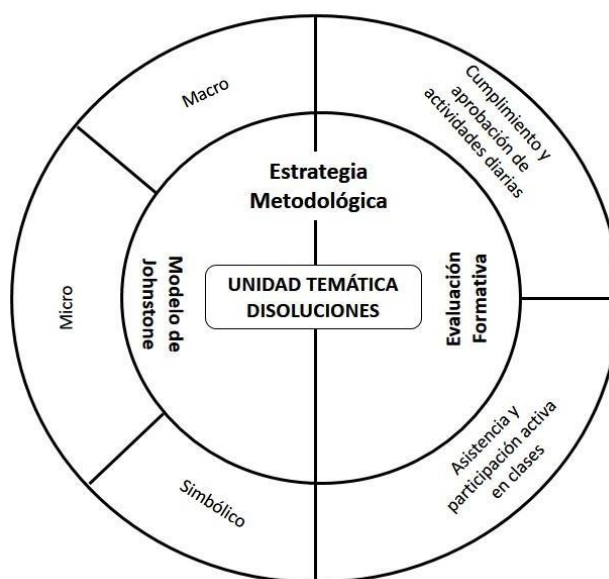 Macro
Cumplimiento y
aprobación de
actividades diarias
Estrategia
Metodológica
Micro
Modelo de
Johnstone
UNIDAD TEMÁTICA
DISOLUCIONES
Evaluación
Formativa
Simbólico
Asistencia y
participación activa
en clases